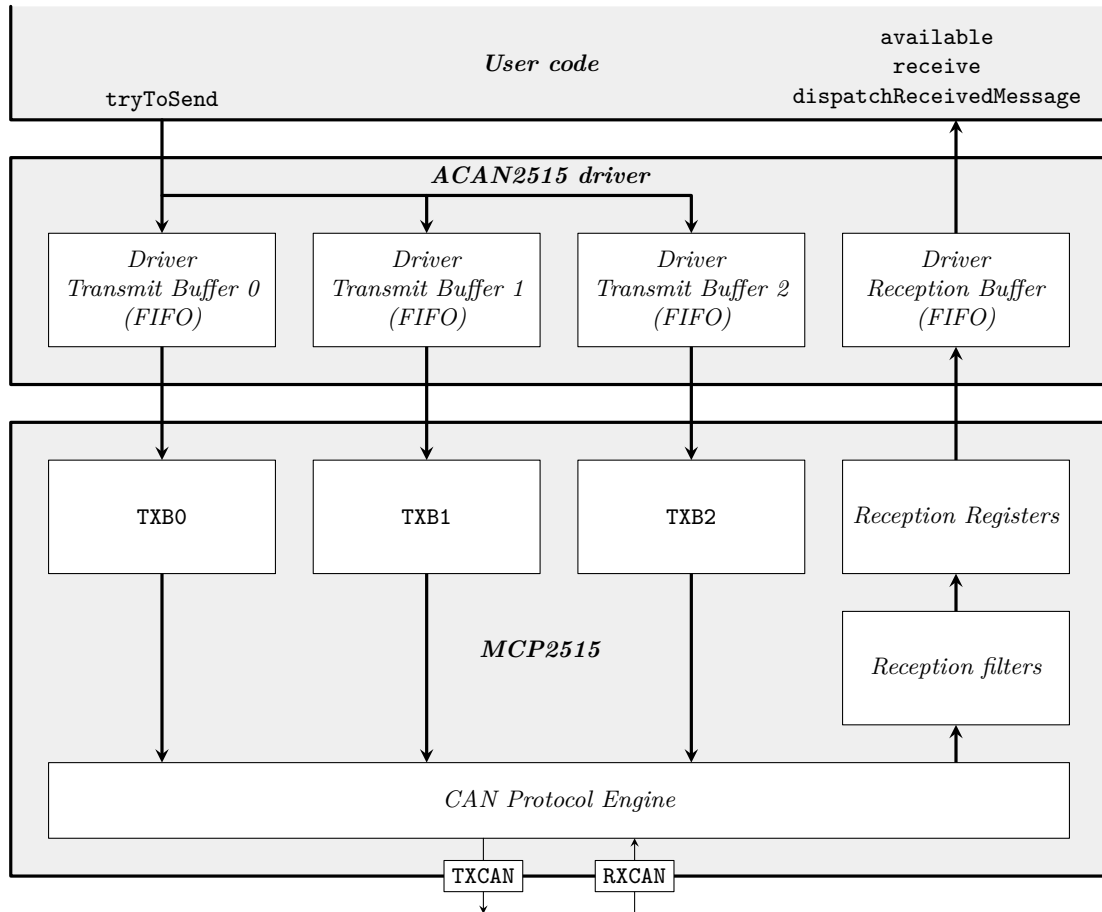 available
User code
receive
tryToSend
dispatchReceivedMessage
ACAN2515 driver
Driver
Transmit Buffer 0
(FIFO)
Driver
Transmit Buffer 1
(FIFO)
Driver
Transmit Buffer 2
(FIFO)
Driver
Reception Buffer
(FIFO)
TXB0
TXB1
TXB2
Reception Registers
MCP2515
Reception filters
CAN Protocol Engine
TXCAN
RXCAN